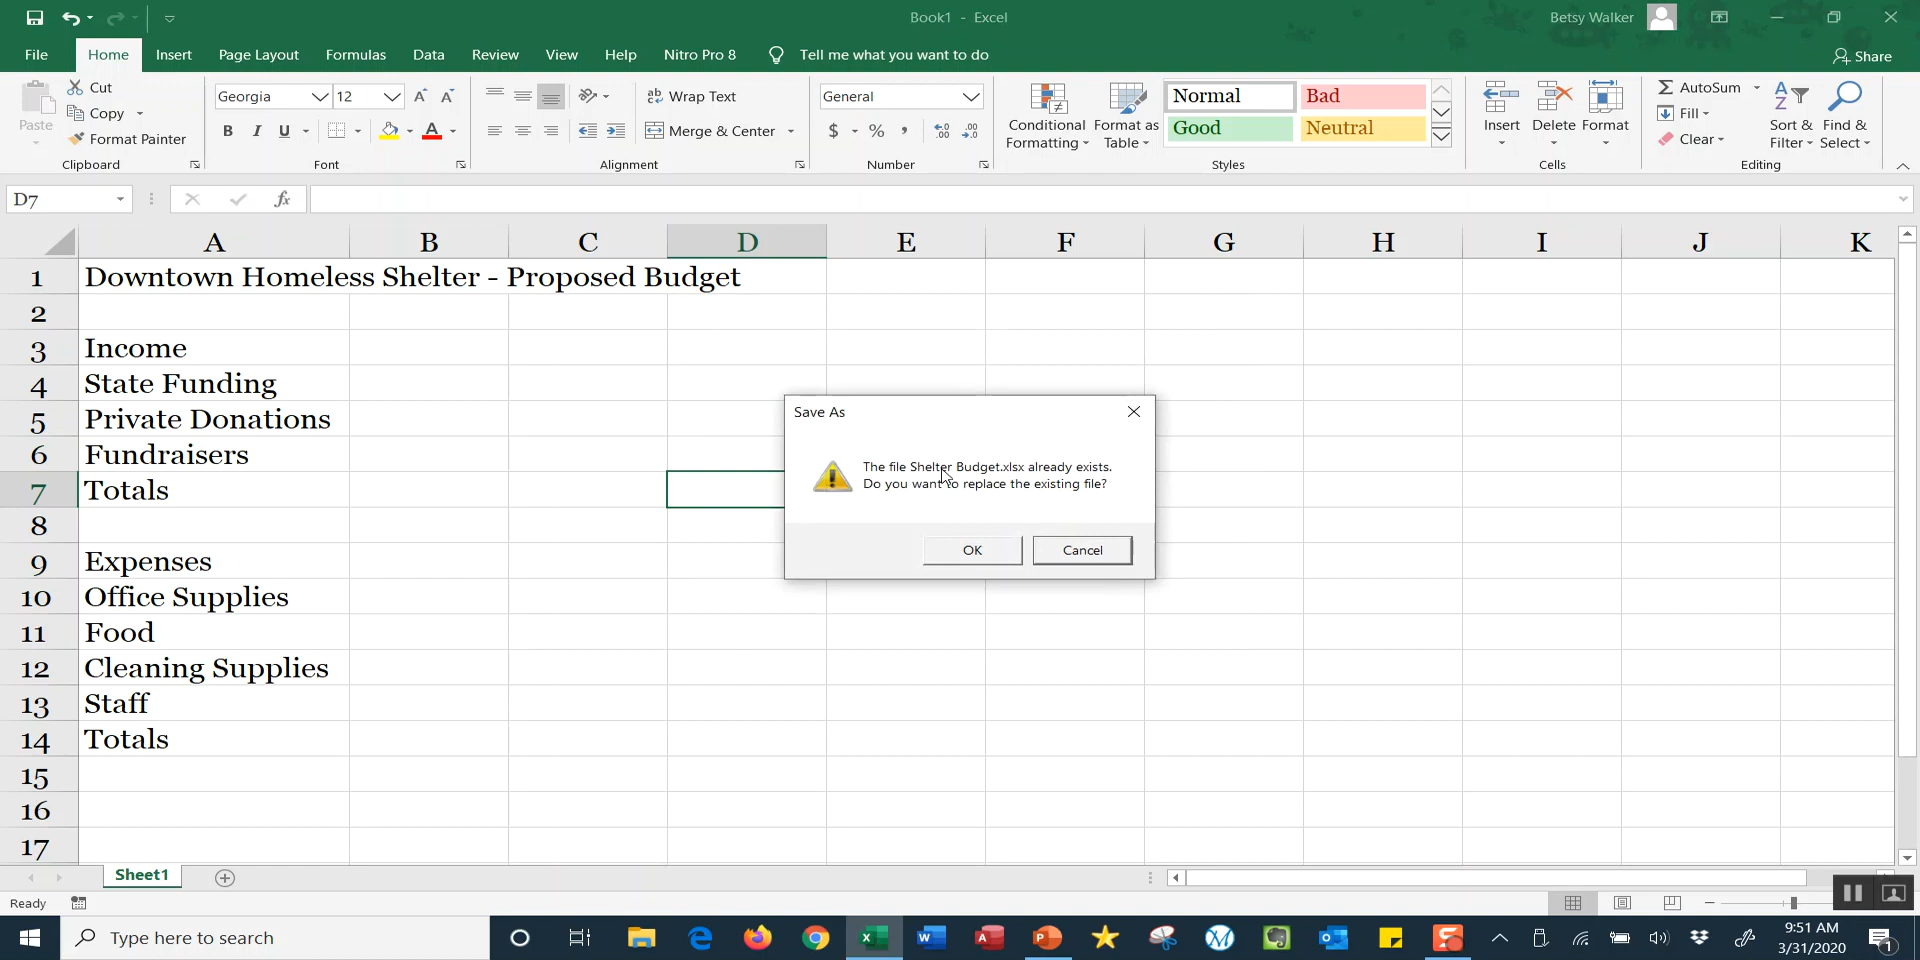 Book1 - Excel
Betsy Walker
File Home Insert Page Layout Formulas Data Review View Help Nitro Pro 8 Tell me what you want to do Share
Paste
Cut
Copy
Format Painter
Clipboard
Georgia 12
B I U A
Font
ab Wrap Text
Merge & Center
Alignment
General
$ % ,
Number
Conditional Formatting
Format as Table
Normal Bad
Good Neutral
Styles
Insert Delete Format
Cells
AutoSum
Fill
Clear
Sort & Filter
Find & Select
Editing
D7 fx
A B C D E F G H I J K
1 Downtown Homeless Shelter - Proposed Budget
2
3 Income
4 State Funding
5 Private Donations
6 Fundraisers
7 Totals
8
9 Expenses
10 Office Supplies
11 Food
12 Cleaning Supplies
13 Staff
14 Totals
15
16
17
Save As
The file Shelter Budget.xlsx already exists.
Do you want to replace the existing file?
OK Cancel
Sheet1
Ready
Type here to search
9:51 AM
3/31/2020
1